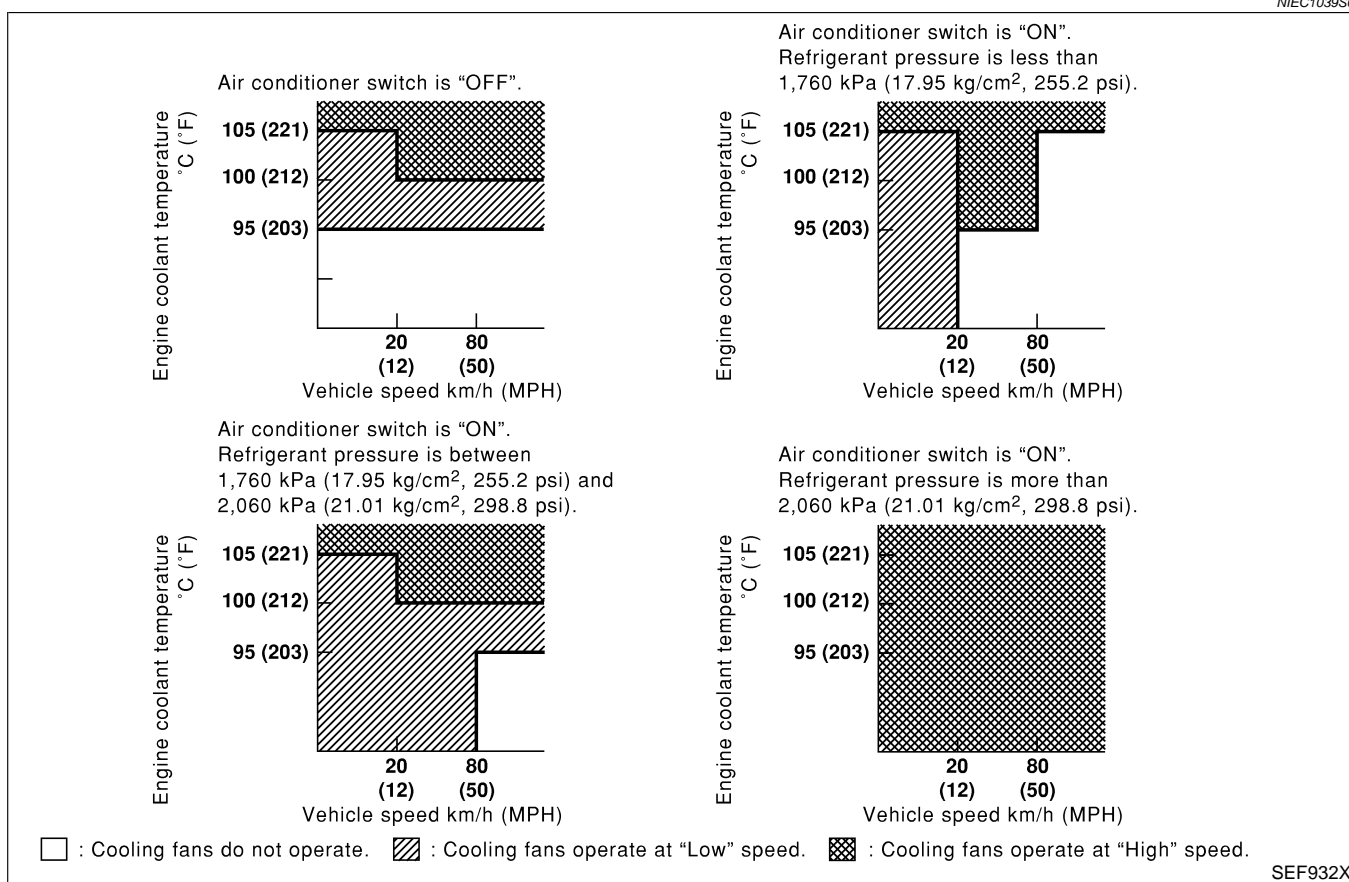 NIEC1039S0
Air conditioner switch is “OFF”.
Engine coolant temperature
˚C (˚F)
105 (221)
100 (212)
95 (203)
20
(12)
80
(50)
Vehicle speed km/h (MPH)
Air conditioner switch is “ON”.
Refrigerant pressure is less than
1,760 kPa (17.95 kg/cm², 255.2 psi).
Engine coolant temperature
˚C (˚F)
105 (221)
100 (212)
95 (203)
20
(12)
80
(50)
Vehicle speed km/h (MPH)
Air conditioner switch is “ON”.
Refrigerant pressure is between
1,760 kPa (17.95 kg/cm², 255.2 psi) and
2,060 kPa (21.01 kg/cm², 298.8 psi).
Engine coolant temperature
˚C (˚F)
105 (221)
100 (212)
95 (203)
20
(12)
80
(50)
Vehicle speed km/h (MPH)
Air conditioner switch is “ON”.
Refrigerant pressure is more than
2,060 kPa (21.01 kg/cm², 298.8 psi).
Engine coolant temperature
˚C (˚F)
105 (221)
100 (212)
95 (203)
20
(12)
80
(50)
Vehicle speed km/h (MPH)
: Cooling fans do not operate.
: Cooling fans operate at “Low” speed.
: Cooling fans operate at “High” speed.
SEF932X